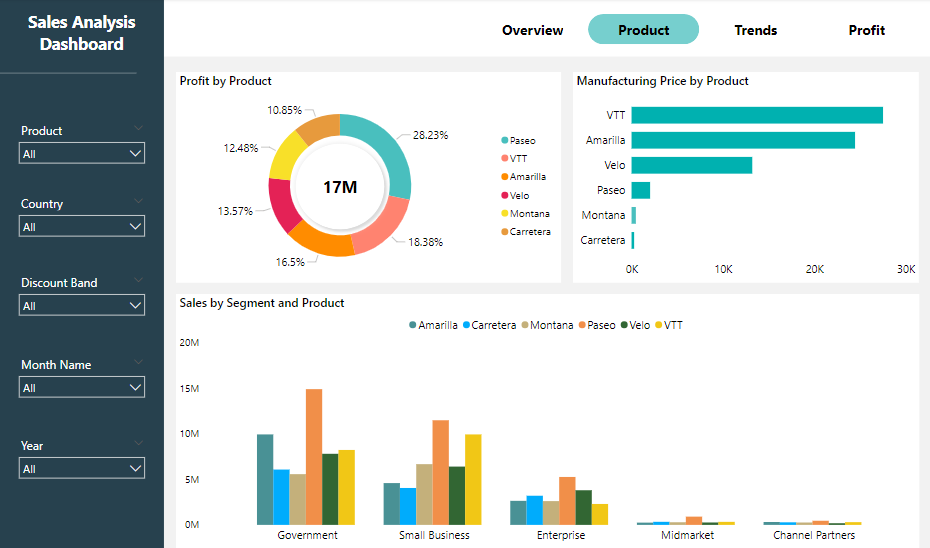 Sales Analysis
Dashboard
Overview
Product
Trends
Profit
Product
All
Country
All
Discount Band
All
Month Name
All
Year
All
Profit by Product
10.85%
28.23%
12.48%
17M
13.57%
18.38%
16.5%
Paseo
VTT
Amarilla
Velo
Montana
Carretera
Manufacturing Price by Product
VTT
Amarilla
Velo
Paseo
Montana
Carretera
0K 10K 20K 30K
Sales by Segment and Product
Amarilla Carretera Montana Paseo Velo VTT
20M
15M
10M
5M
0M
Government Small Business Enterprise Midmarket Channel Partners